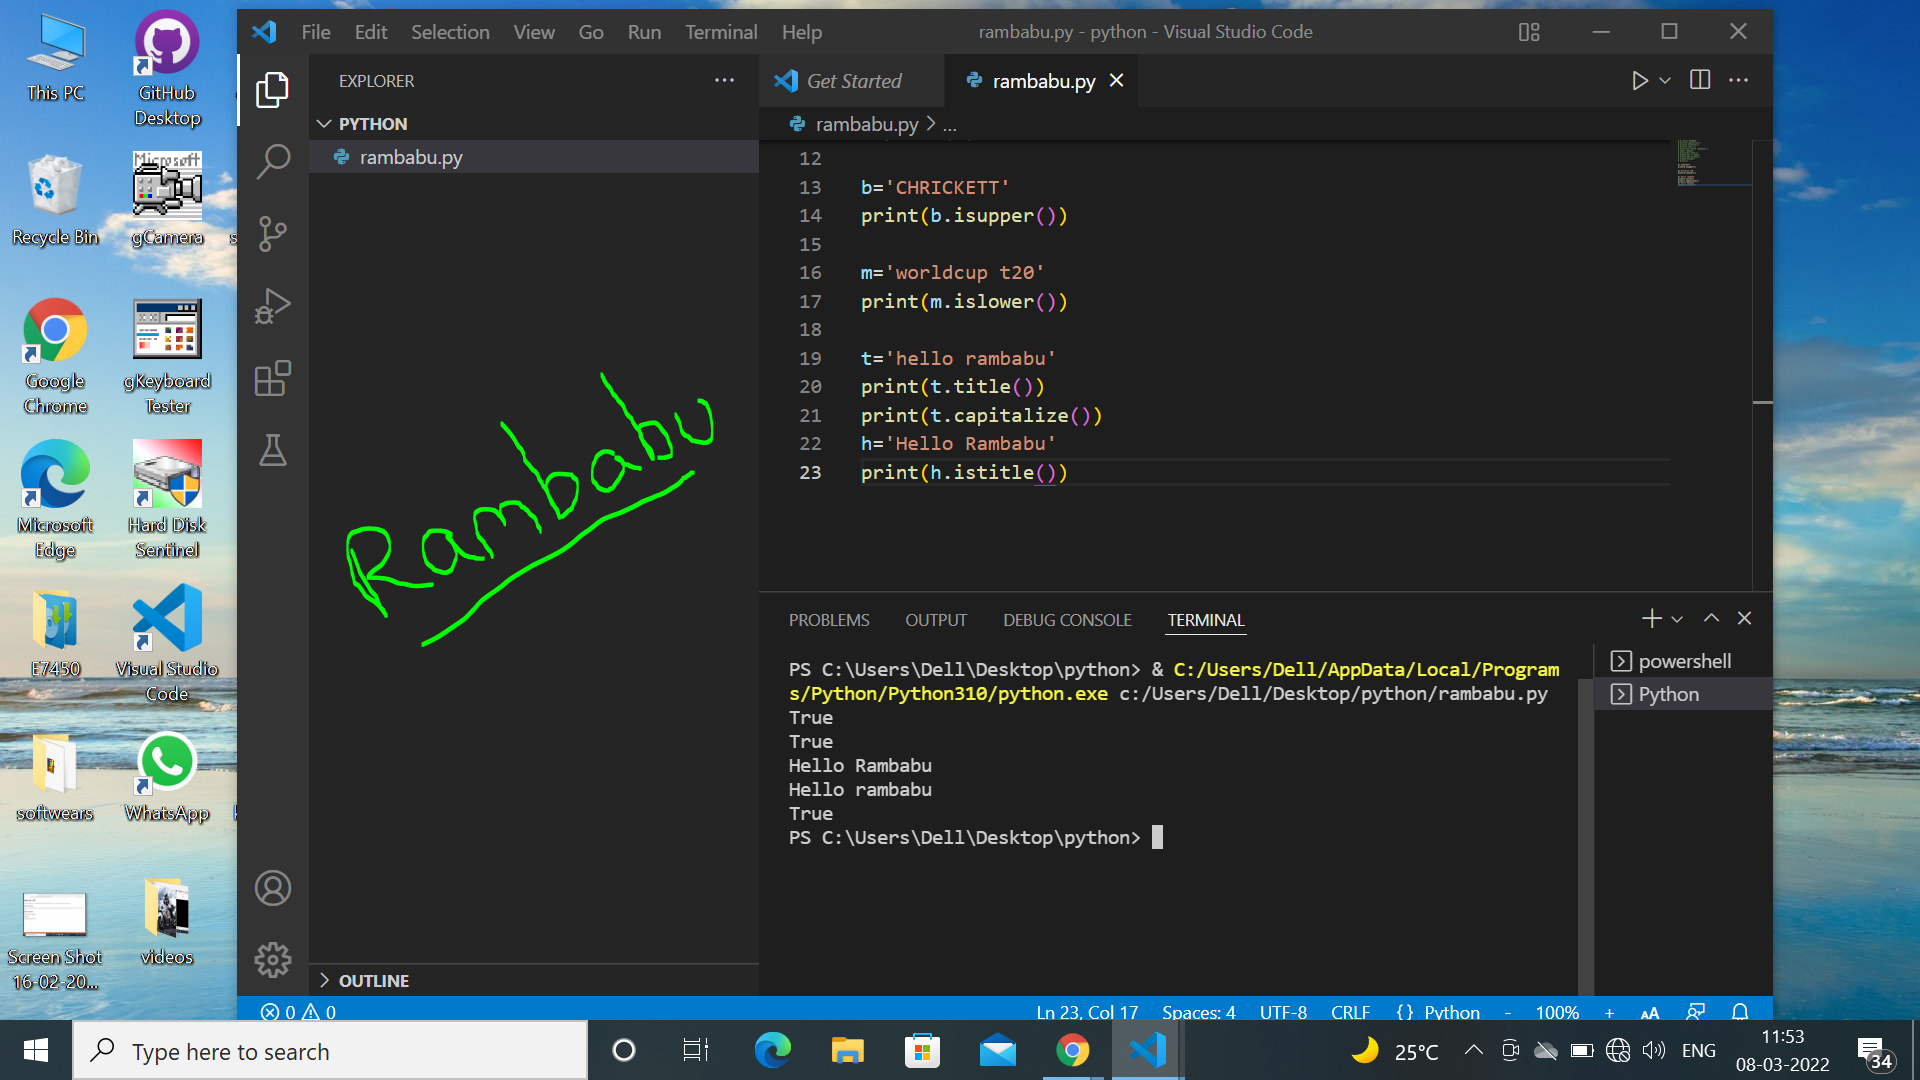 This PC
GitHub Desktop
Recycle Bin
Microsoft
gCamera
Google Chrome
gKeyboard Tester
Microsoft Edge
Hard Disk Sentinel
E7450
Visual Studio Code
softwears
WhatsApp
Screen Shot 16-02-20...
videos
File Edit Selection View Go Run Terminal Help
rambabu.py - python - Visual Studio Code
EXPLORER
PYTHON
rambabu.py
Rambabu
OUTLINE
Get Started
rambabu.py
rambabu.py > ...
12
13 b='CHRICKETT'
14 print(b.isupper())
15
16 m='worldcup t20'
17 print(m.islower())
18
19 t='hello rambabu'
20 print(t.title())
21 print(t.capitalize())
22 h='Hello Rambabu'
23 print(h.istitle())
PROBLEMS OUTPUT DEBUG CONSOLE TERMINAL
PS C:\Users\Dell\Desktop\python> & C:/Users/Dell/AppData/Local/Program
s/Python/Python310/python.exe c:/Users/Dell/Desktop/python/rambabu.py
True
True
Hello Rambabu
Hello rambabu
True
PS C:\Users\Dell\Desktop\python>
powershell
Python
0 0
Ln 23, Col 17 Spaces: 4 UTF-8 CRLF {} Python - 100% + AA
Type here to search
25°C
ENG
11:53
08-03-2022
34